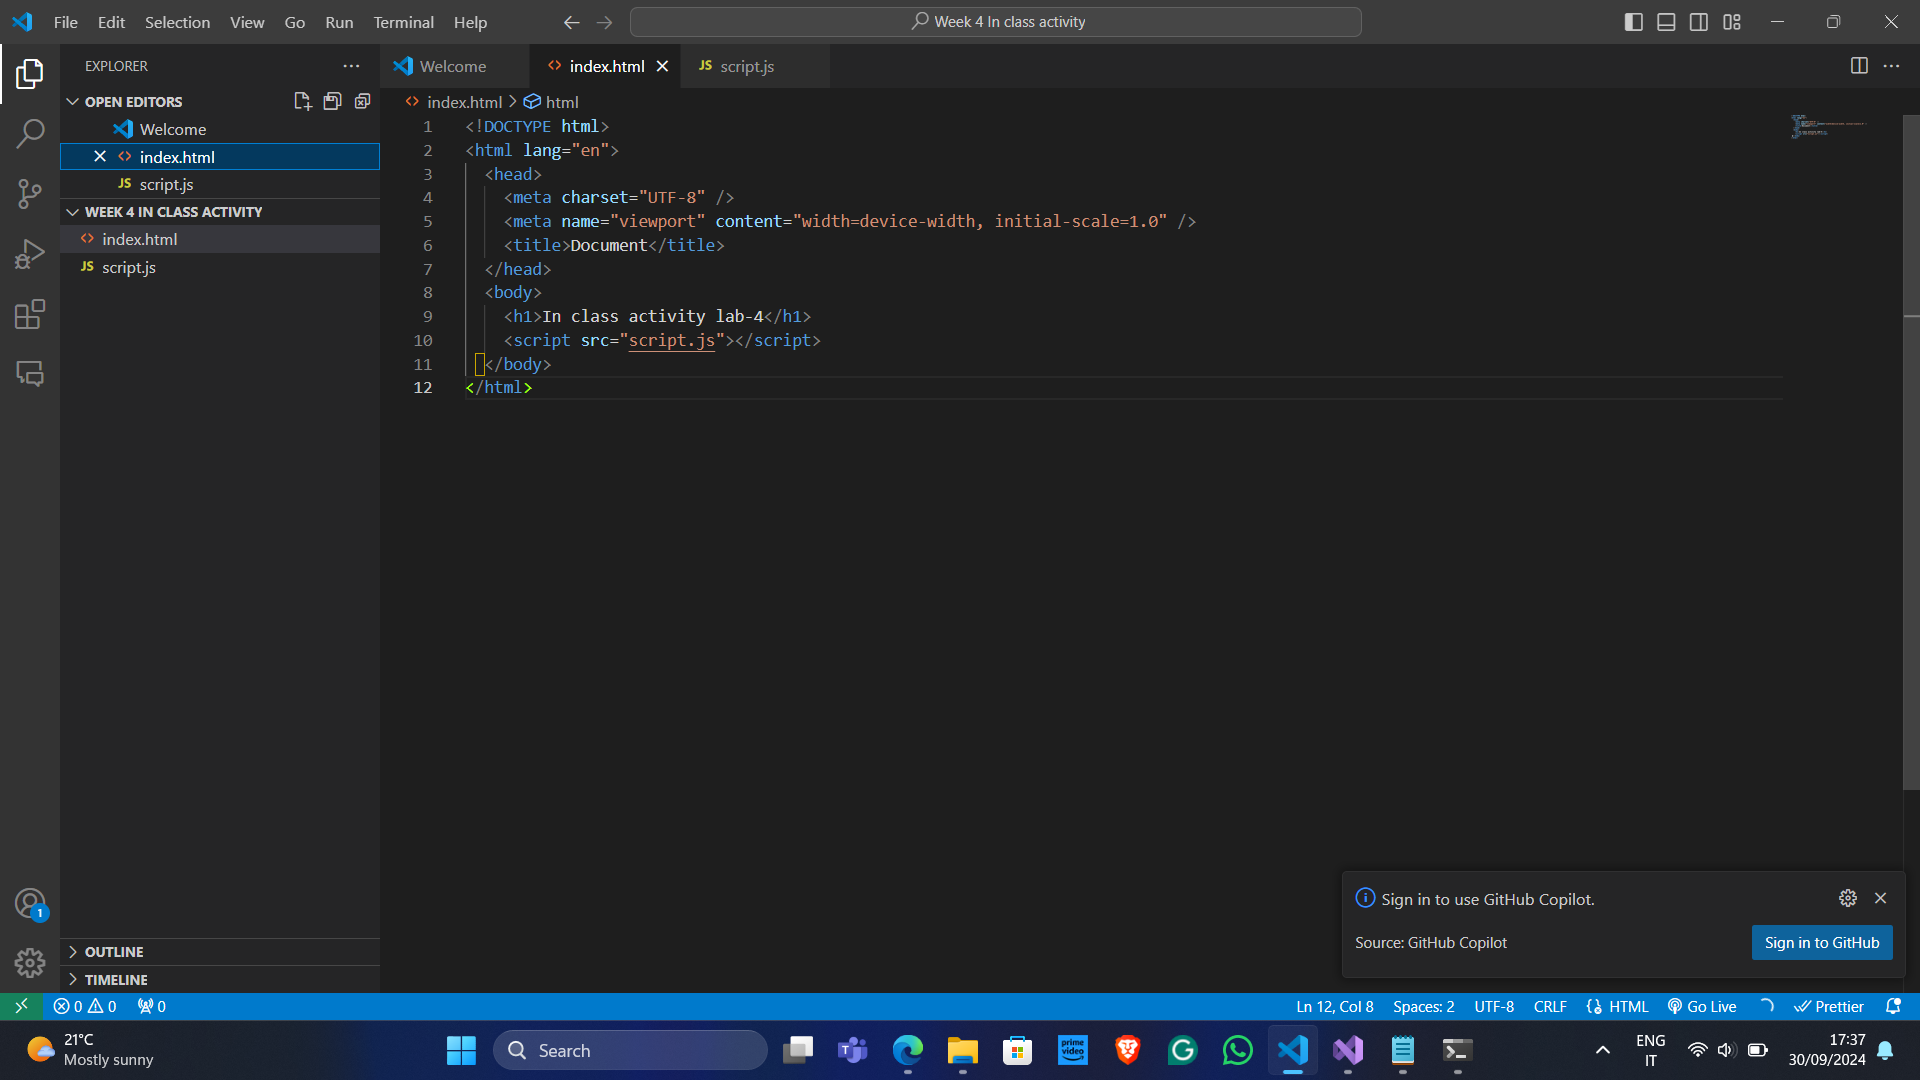 File Edit Selection View Go Run Terminal Help
Week 4 In class activity
EXPLORER
OPEN EDITORS
Welcome
index.html
JS script.js
WEEK 4 IN CLASS ACTIVITY
index.html
JS script.js
OUTLINE
TIMELINE
Welcome index.html JS script.js
index.html > html
1 <!DOCTYPE html>
2 <html lang="en">
3 <head>
4 <meta charset="UTF-8" />
5 <meta name="viewport" content="width=device-width, initial-scale=1.0" />
6 <title>Document</title>
7 </head>
8 <body>
9 <h1>In class activity lab-4</h1>
10 <script src="script.js"></script>
11 </body>
12 </html>
Sign in to use GitHub Copilot.
Source: GitHub Copilot
Sign in to GitHub
1
0 0 0 Ln 12, Col 8 Spaces: 2 UTF-8 CRLF HTML Go Live Prettier
21°C
Mostly sunny
Search
prime video
ENG
IT
17:37
30/09/2024